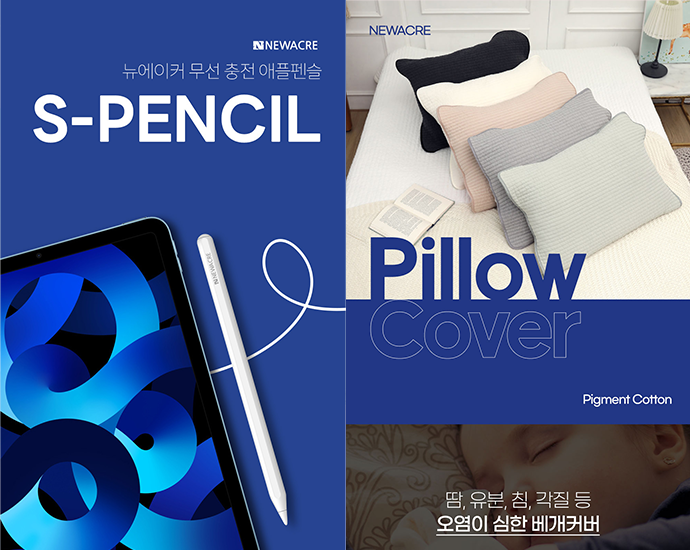 NEWACRE
뉴에이커 무선 충전 애플펜슬
S-PENCIL
NEWACRE
NEWACRE
Pillow
Cover
Pigment Cotton
땀, 유분, 침, 각질 등
오염이 심한 베개커버